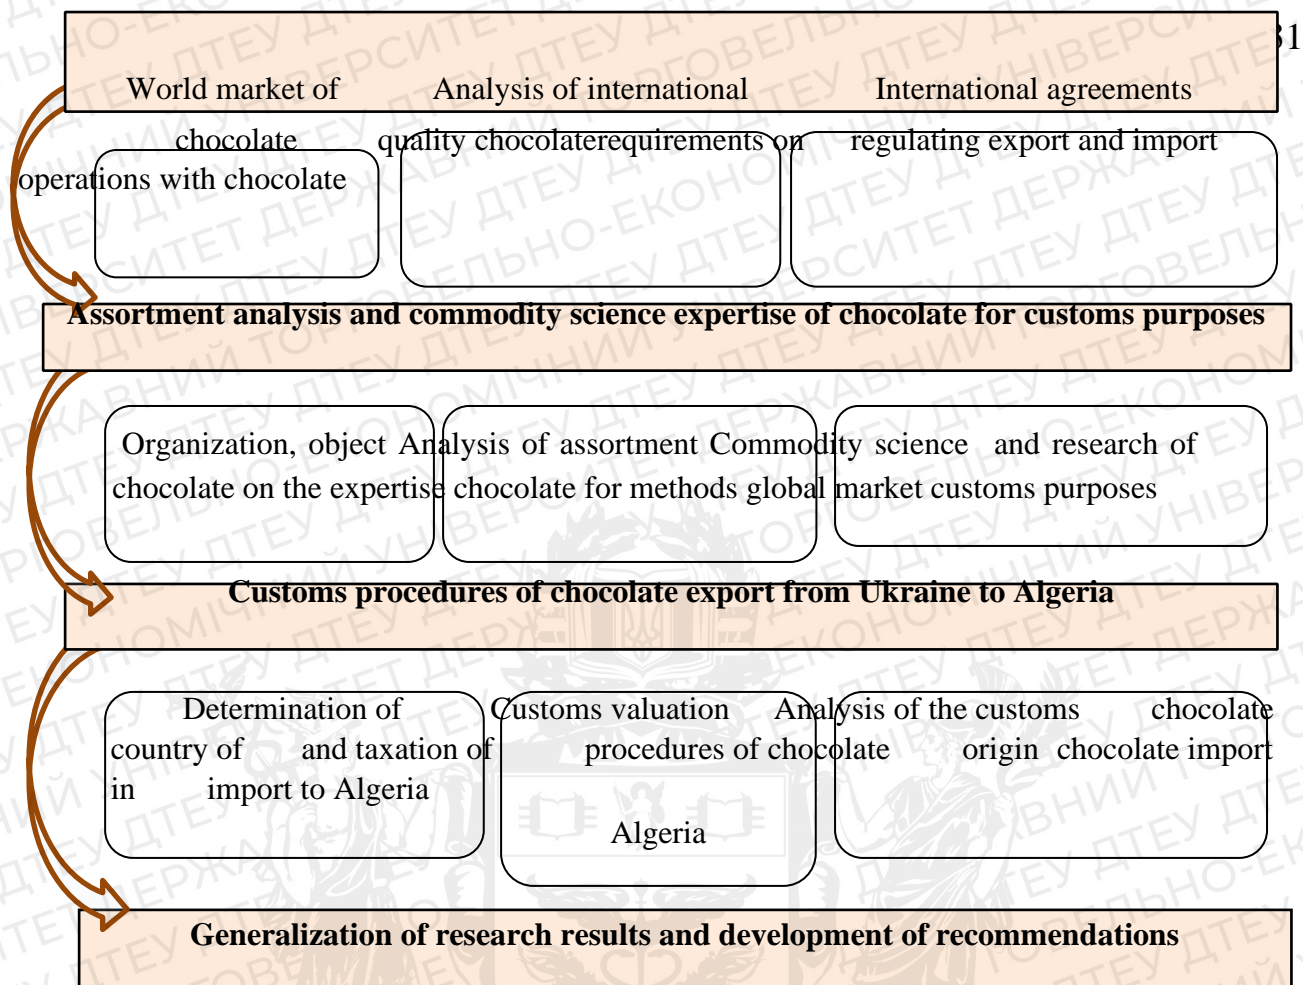 31
World market of Analysis of international International agreements
chocolate quality chocolaterequirements on regulating export and import
operations with chocolate
Assortment analysis and commodity science expertise of chocolate for customs purposes
Organization, object Analysis of assortment Commodity science and research of
chocolate on the expertise chocolate for methods global market customs purposes
Customs procedures of chocolate export from Ukraine to Algeria
Determination of Customs valuation Analysis of the customs chocolate
country of and taxation of procedures of chocolate origin chocolate import
in import to Algeria
Algeria
Generalization of research results and development of recommendations